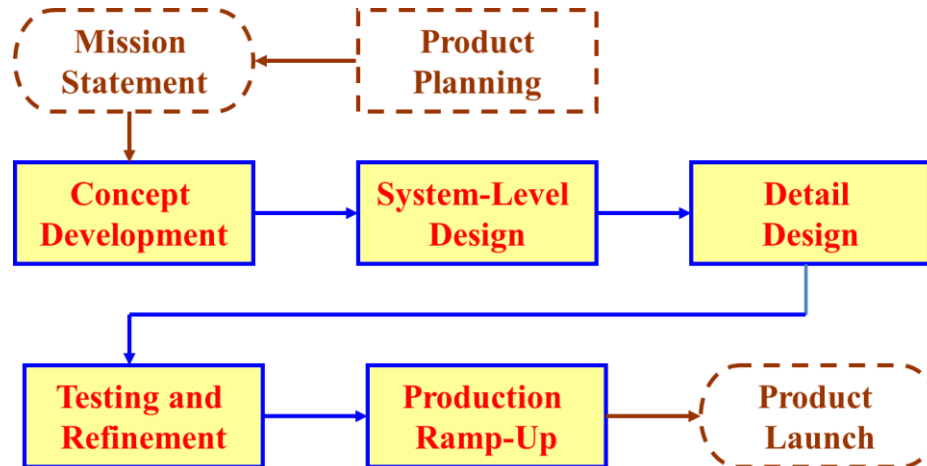 Mission
Statement
Product
Planning
Concept
Development
System-Level
Design
Detail
Design
Testing and
Refinement
Production
Ramp-Up
Product
Launch